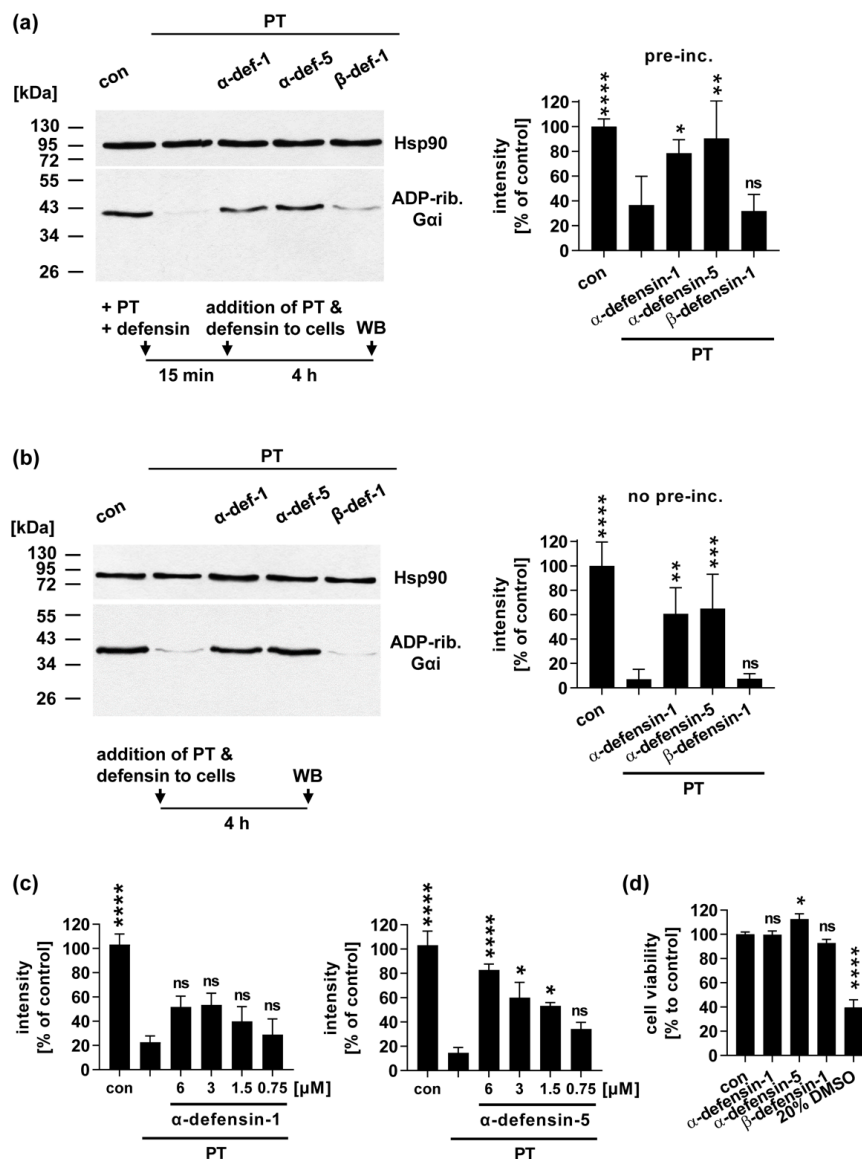 (a)
PT
con
α-def-1
α-def-5
β-def-1
[kDa]
130
95
72
55
43
34
26
Hsp90
ADP-rib.
Gαi
+ PT
+ defensin
addition of PT &
defensin to cells
WB
15 min
4 h
pre-inc.
intensity
[% of control]
120
100
80
60
40
20
0
****
*
**
ns
con
α-defensin-1
α-defensin-5
β-defensin-1
PT
(b)
PT
con
α-def-1
α-def-5
β-def-1
[kDa]
130
95
72
55
43
34
26
Hsp90
ADP-rib.
Gαi
addition of PT &
defensin to cells
WB
4 h
no pre-inc.
intensity
[% of control]
120
100
80
60
40
20
0
****
**
***
ns
con
α-defensin-1
α-defensin-5
β-defensin-1
PT
(c)
intensity
[% of control]
120
100
80
60
40
20
0
****
ns
ns
ns
ns
con
6
3
1.5
0.75
[µM]
α-defensin-1
PT
intensity
[% of control]
120
100
80
60
40
20
0
****
****
*
*
ns
con
6
3
1.5
0.75
[µM]
α-defensin-5
PT
(d)
cell viability
[% to control]
120
100
80
60
40
20
0
ns
*
ns
****
con
α-defensin-1
α-defensin-5
β-defensin-1
20% DMSO